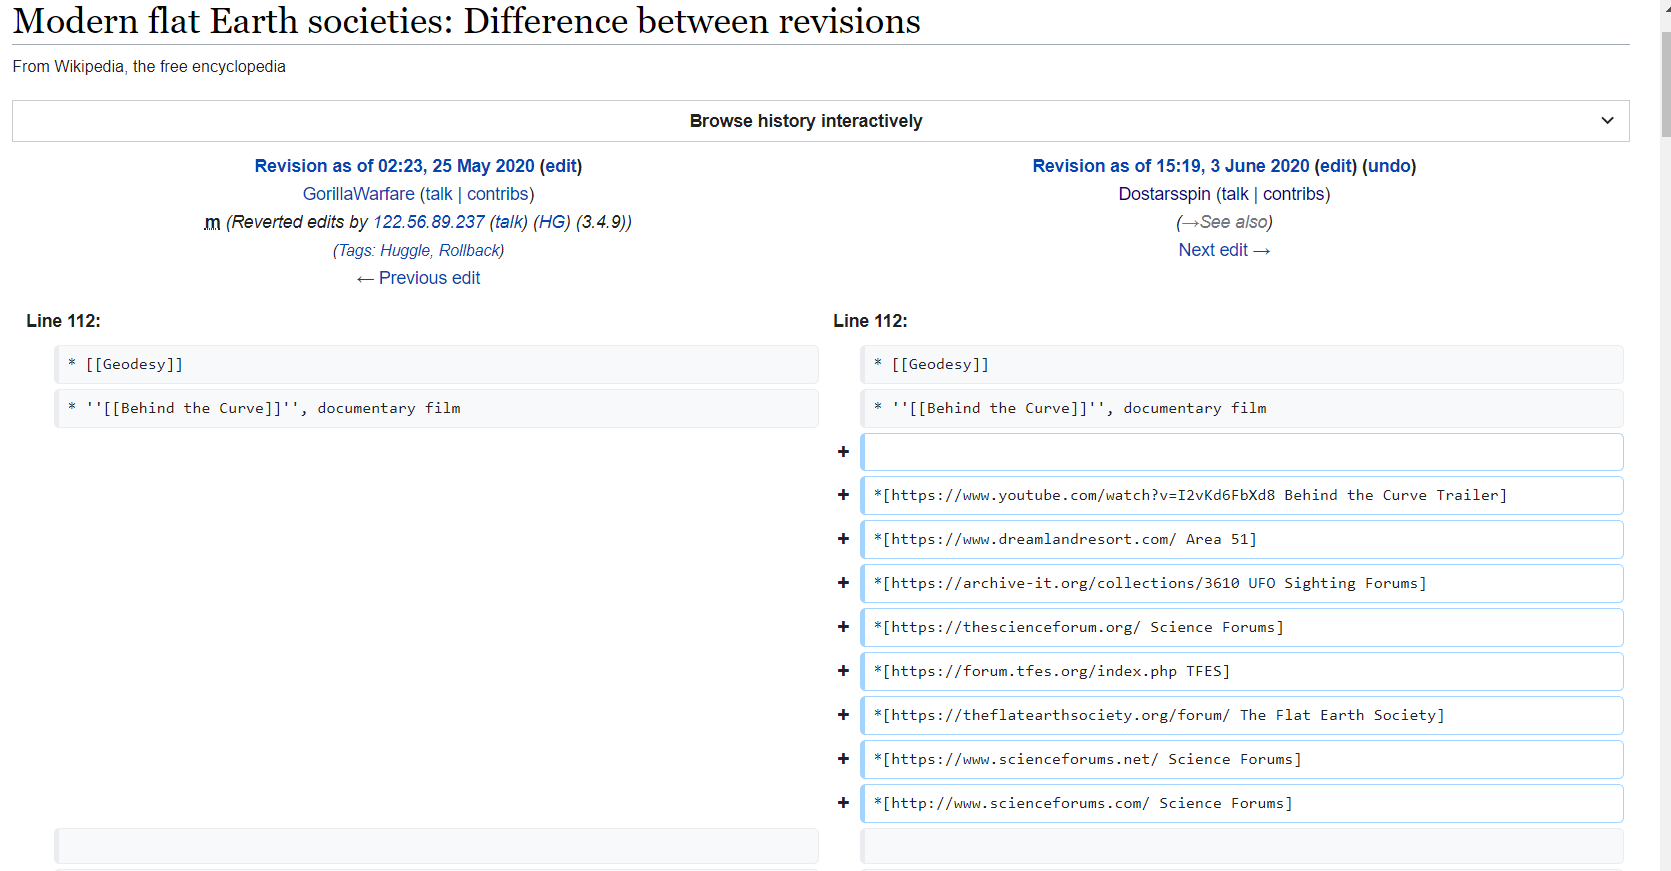 Modern flat Earth societies: Difference between revisions
From Wikipedia, the free encyclopedia
Browse history interactively
Revision as of 02:23, 25 May 2020 (edit)
GorillaWarfare (talk | contribs)
m (Reverted edits by 122.56.89.237 (talk) (HG) (3.4.9))
(Tags: Huggle, Rollback)
← Previous edit
Revision as of 15:19, 3 June 2020 (edit) (undo)
Dostarsspin (talk | contribs)
(→See also)
Next edit →
Line 112:
Line 112:
* [[Geodesy]]
* [[Geodesy]]
* ''[[Behind the Curve]]'', documentary film
* ''[[Behind the Curve]]'', documentary film
+
+ *[https://www.youtube.com/watch?v=I2vKd6FbXd8 Behind the Curve Trailer]
+ *[https://www.dreamlandresort.com/ Area 51]
+ *[https://archive-it.org/collections/3610 UFO Sighting Forums]
+ *[https://thescienceforum.org/ Science Forums]
+ *[https://forum.tfes.org/index.php TFES]
+ *[https://theflatearthsociety.org/forum/ The Flat Earth Society]
+ *[https://www.scienceforums.net/ Science Forums]
+ *[http://www.scienceforums.com/ Science Forums]